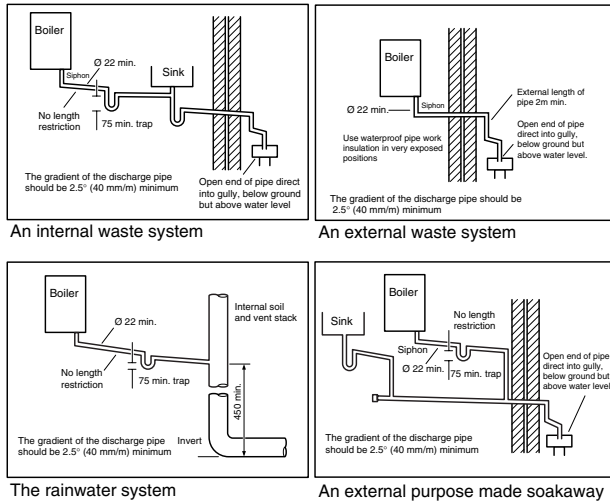 Boiler
Ø 22 min.
Siphon
Sink
No length
restriction
75 min. trap
The gradient of the discharge pipe
should be 2.5° (40 mm/m) minimum
Open end of pipe direct
into gully, below ground
but above water level
An internal waste system
Boiler
Ø 22 min.
Siphon
External length of
pipe 2m min.
Use waterproof pipe work
insulation in very exposed
positions
Open end of pipe
direct into gully,
below ground but
above water level.
The gradient of the discharge pipe should be
2.5° (40 mm/m) minimum
An external waste system
Boiler
Ø 22 min.
Internal soil
and vent stack
No length
restriction
75 min. trap
450 min.
The gradient of the discharge pipe
should be 2.5° (40 mm/m) minimum
Invert
The rainwater system
Sink
Boiler
No length
restriction
Siphon
Ø 22 min.
75 min. trap
Open end of pipe
direct into gully,
below ground but
above water level
The gradient of the discharge pipe
should be 2.5° (40 mm/m) minimum
An external purpose made soakaway